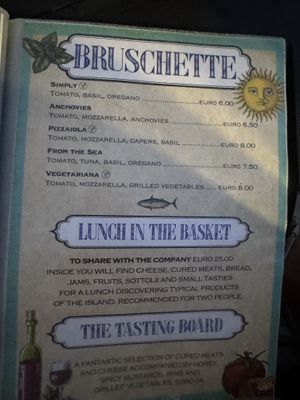 BRUSCHETTE
SIMPLY
TOMATO, BASIL, OREGANO EURO 6.00
ANCHOVIES
TOMATO, MOZZARELLA, ANCHOVIES EURO 6.50
PIZZAIOLA
TOMATO, MOZZARELLA, CAPERS, BASIL EURO 8.00
FROM THE SEA
TOMATO, TUNA, BASIL, OREGANO EURO 7.50
VEGETARIANA
TOMATO, MOZZARELLA, GRILLED VEGETABLES EURO 8.00
LUNCH IN THE BASKET
TO SHARE WITH THE COMPANY EURO 25.00
INSIDE YOU WILL FIND CHEESE, CURED MEATS, BREAD,
JAMS, FRUITS, SOTTOLII AND SMALL TASTIES
FOR A LUNCH DISCOVERING TYPICAL PRODUCTS
OF THE ISLAND. RECOMMENDED FOR TWO PEOPLE.
THE TASTING BOARD
A FANTASTIC SELECTION OF CURED MEATS
AND CHEESE ACCOMPANIED BY HONEY,
SPICY MUSTARDS, JAMS AND
GRILLED VEGETABLES. EURO